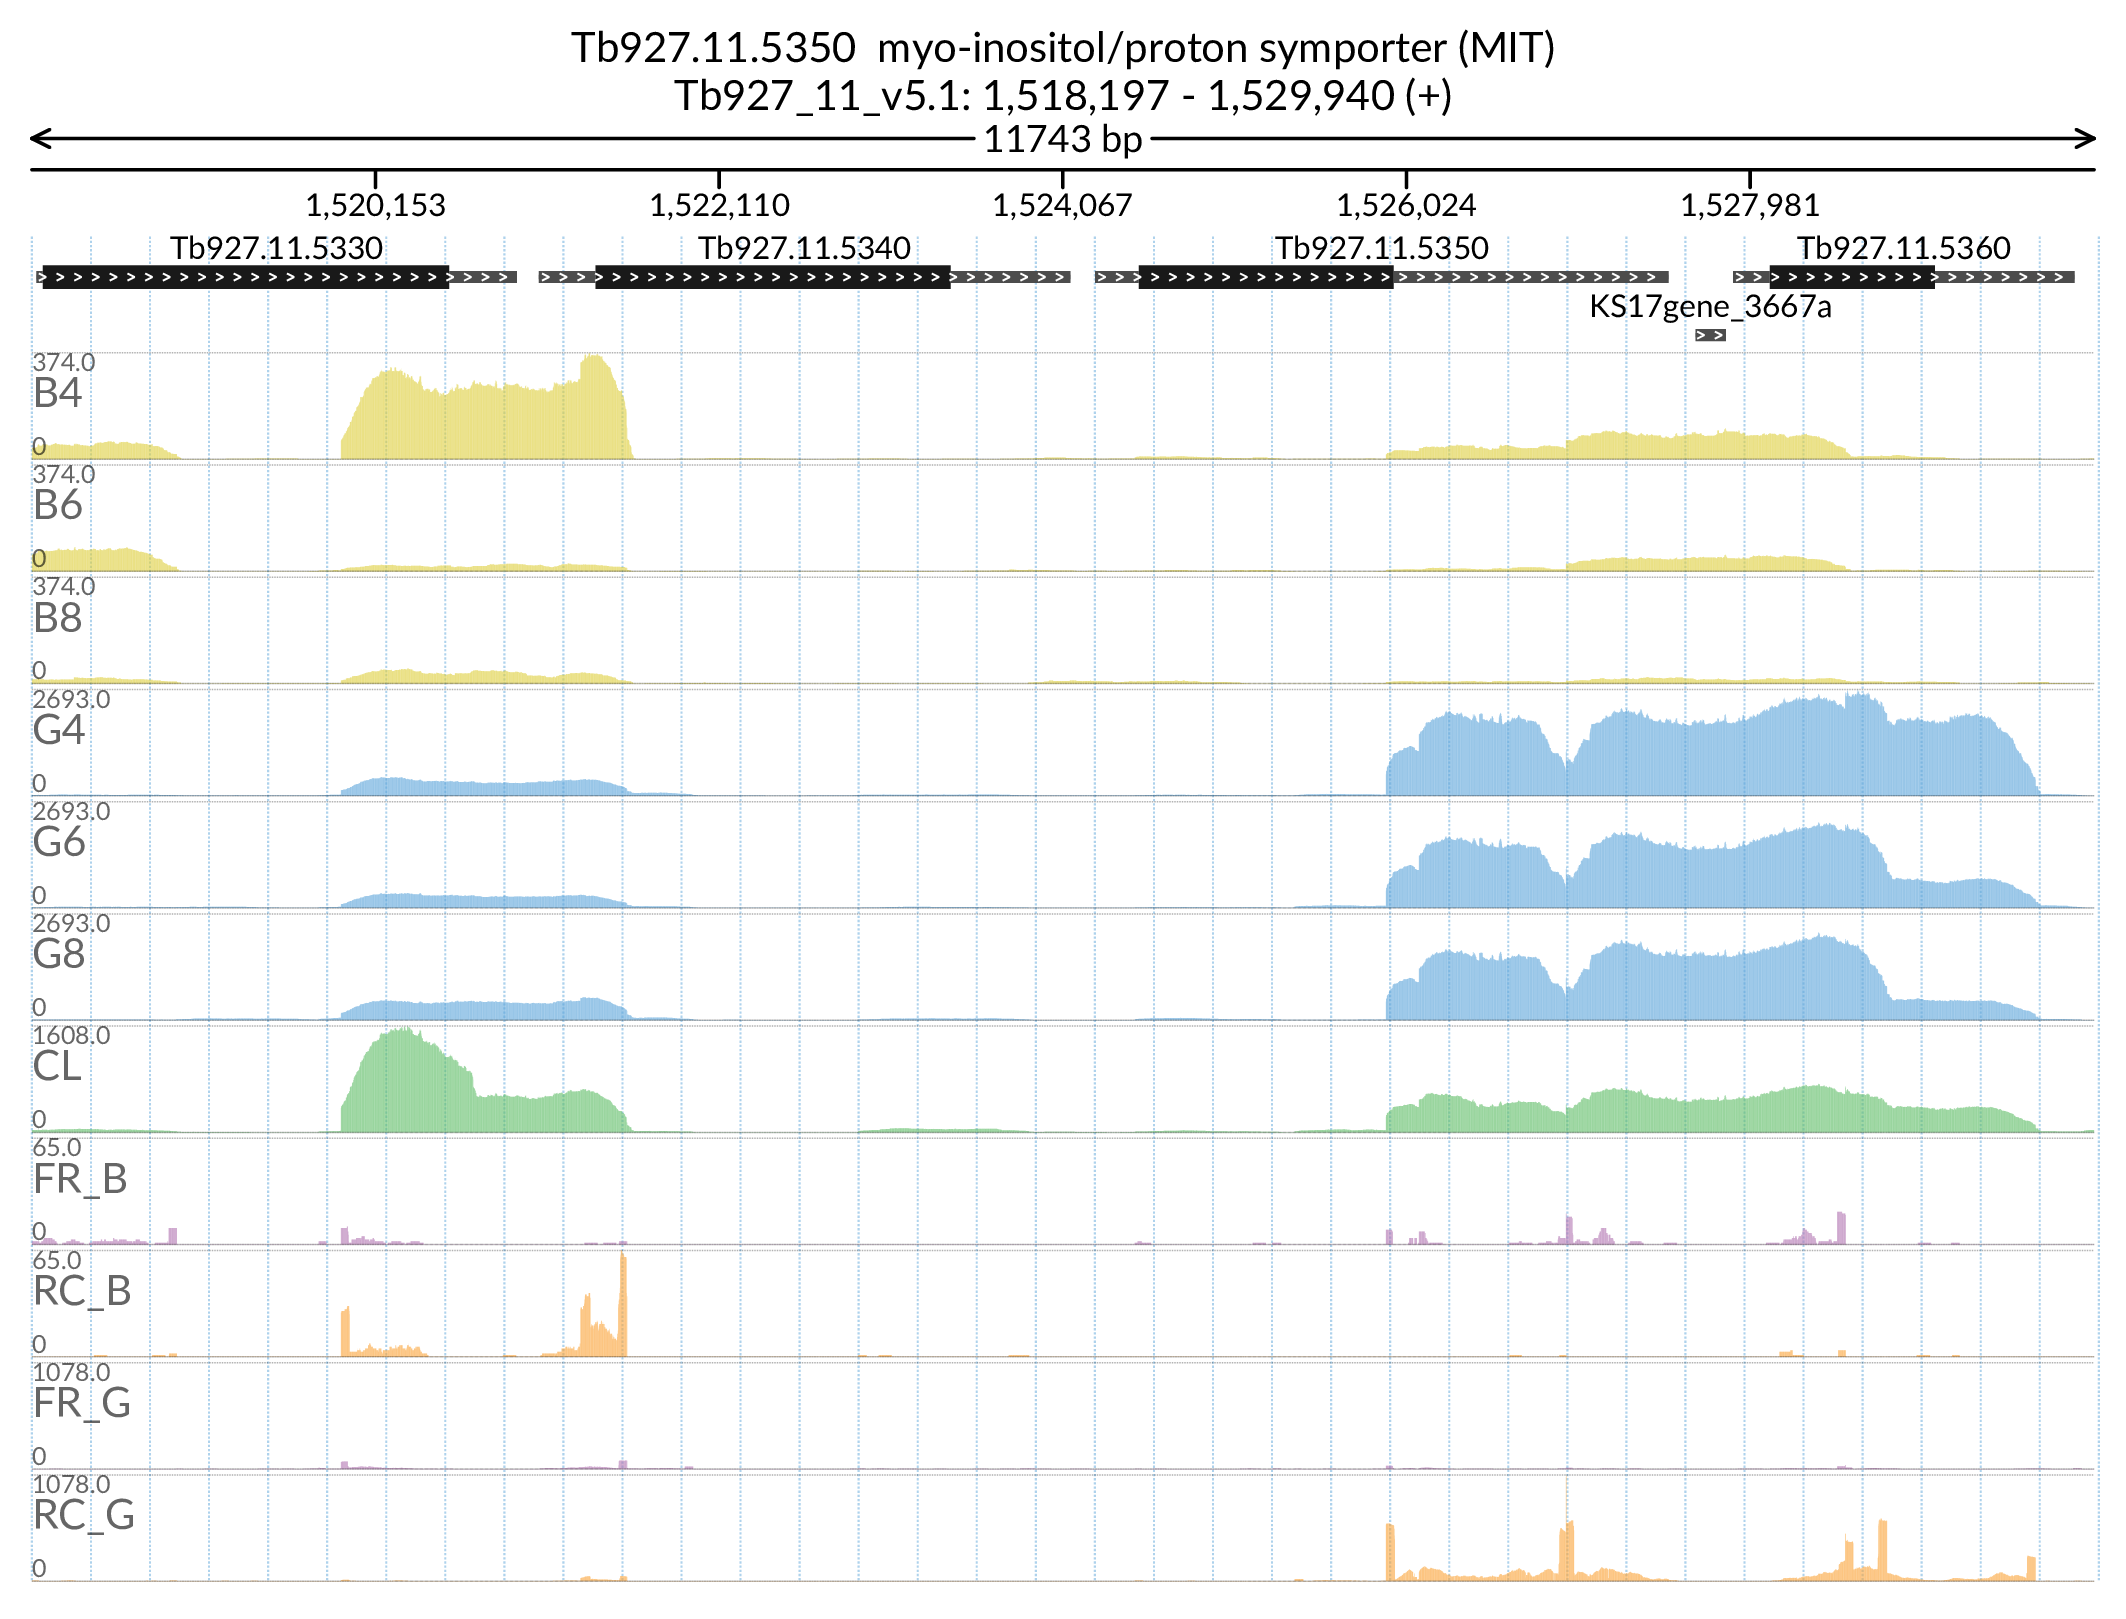 Tb927.11.5350 myo-inositol/proton symporter (MIT)
Tb927_11_v5.1: 1,518,197 - 1,529,940 (+)
11743 bp
1,520,153 1,522,110 1,524,067 1,526,024 1,527,981
Tb927.11.5330 Tb927.11.5340 Tb927.11.5350 Tb927.11.5360
KS17gene_3667a
374.0
B4
0
374.0
B6
0
374.0
B8
0
2693.0
G4
0
2693.0
G6
0
2693.0
G8
0
1608.0
CL
0
65.0
FR_B
0
65.0
RC_B
0
1078.0
FR_G
0
1078.0
RC_G
0